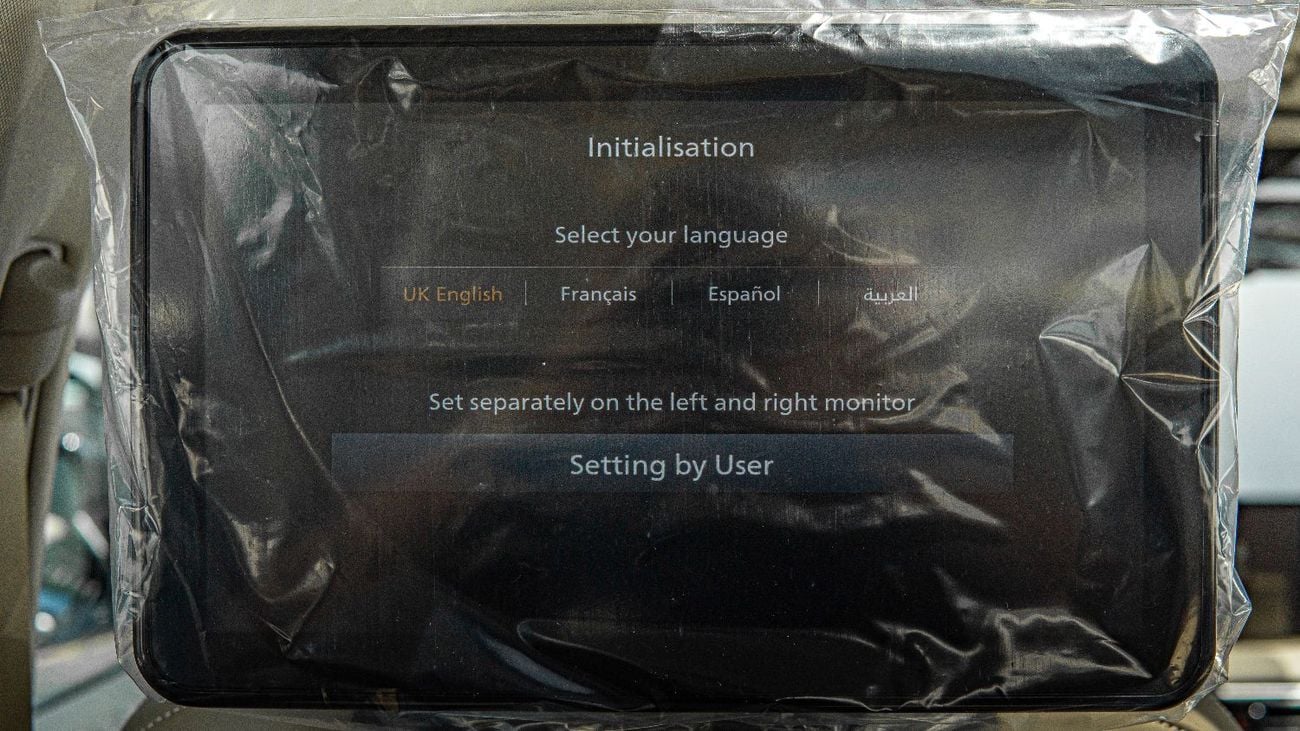 Initialisation
Select your language
UK English | Français | Español | العربية
Set separately on the left and right monitor
Setting by User